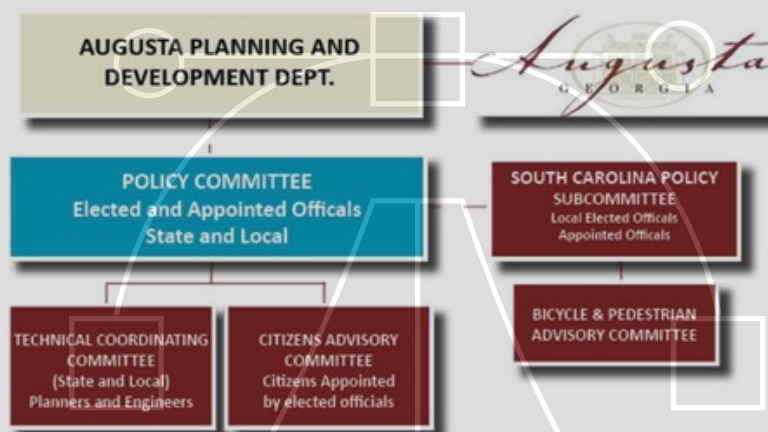 AUGUSTA PLANNING AND
DEVELOPMENT DEPT.
Augusta
GEORGIA
POLICY COMMITTEE
Elected and Appointed Officals
State and Local
SOUTH CAROLINA POLICY
SUBCOMMITTEE
Local Elected Officals
Appointed Officals
TECHNICAL COORDINATING
COMMITTEE
(State and Local)
Planners and Engineers
CITIZENS ADVISORY
COMMITTEE
Citizens Appointed
by elected officials
BICYCLE & PEDESTRIAN
ADVISORY COMMITTEE